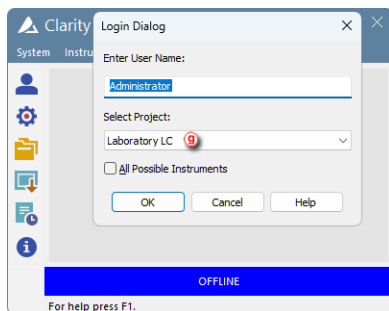 Clarity
Login Dialog
System Instru
Enter User Name:
Administrator
Select Project:
Laboratory LC
g
All Possible Instruments
OK Cancel Help
OFFLINE
For help press F1.